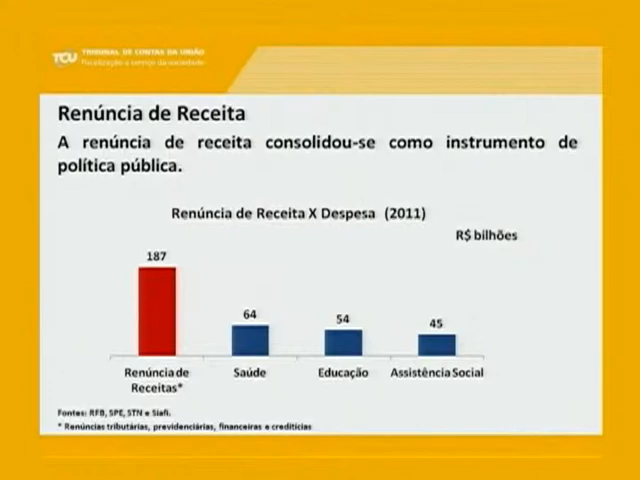 TCU TRIBUNAL DE CONTAS DA UNIÃO
Fiscalização a serviço da sociedade
Renúncia de Receita
A renúncia de receita consolidou-se como instrumento de
política pública.
Renúncia de Receita X Despesa (2011)
R$ bilhões
187
64
54
45
Renúncia de
Receitas*
Saúde
Educação
Assistência Social
Fontes: RFB, SPE, STN e Siafi.
* Renúncias tributárias, previdenciárias, financeiras e creditícias